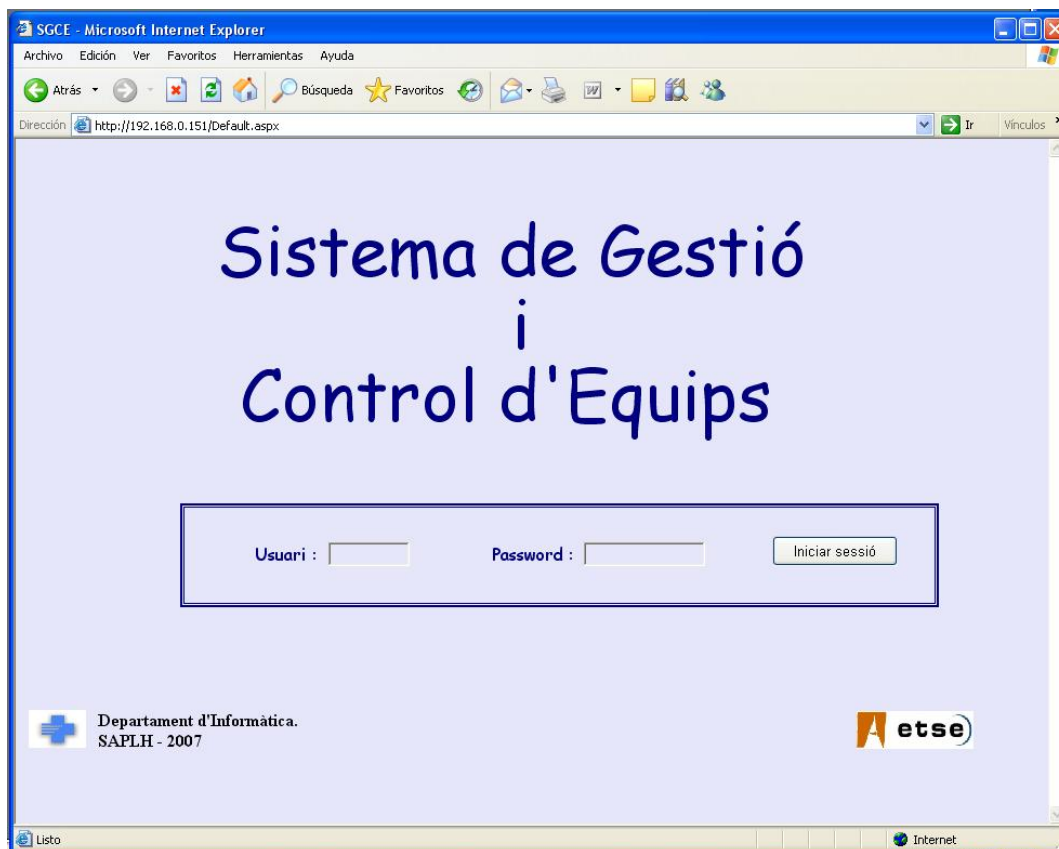 SGCE - Microsoft Internet Explorer
Archivo Edición Ver Favoritos Herramientas Ayuda
Atrás Búsqueda Favoritos
Dirección http://192.168.0.151/Default.aspx Ir Vínculos
Sistema de Gestió
i
Control d'Equips
Usuari : Password : Iniciar sessió
Departament d'Informàtica.
SAPLH - 2007
etse
Listo Internet